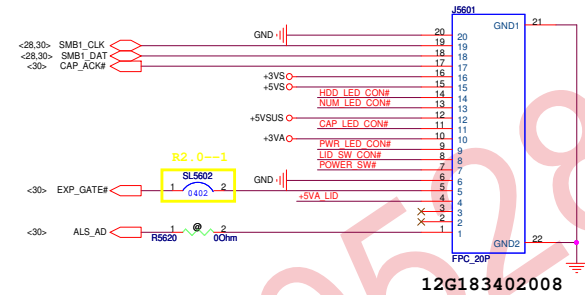 J5601
GND1 21
GND 20 20
<28,30> SMB1_CLK 19 19
<28,30> SMB1_DAT 18 18
<30> CAP_ACK# 17 17
+3VS 16 16
+5VS 15 15
HDD_LED_CON# 14 14
NUM_LED_CON# 13 13
+5VSUS 12 12
CAP_LED_CON# 11 11
+3VA 10 10
PWR_LED_CON# 9 9
LID_SW_CON# 8 8
POWER_SW# 7 7
R2.0--1
SL5602
GND 6 6
<30> EXP_GATE# 1 0402 2 5 5
+5VA_LID 4 4
3 3
2 2
<30> ALS_AD 1 @ 2 1 1
R5620 0Ohm
GND2 22
FPC_20P
12G183402008